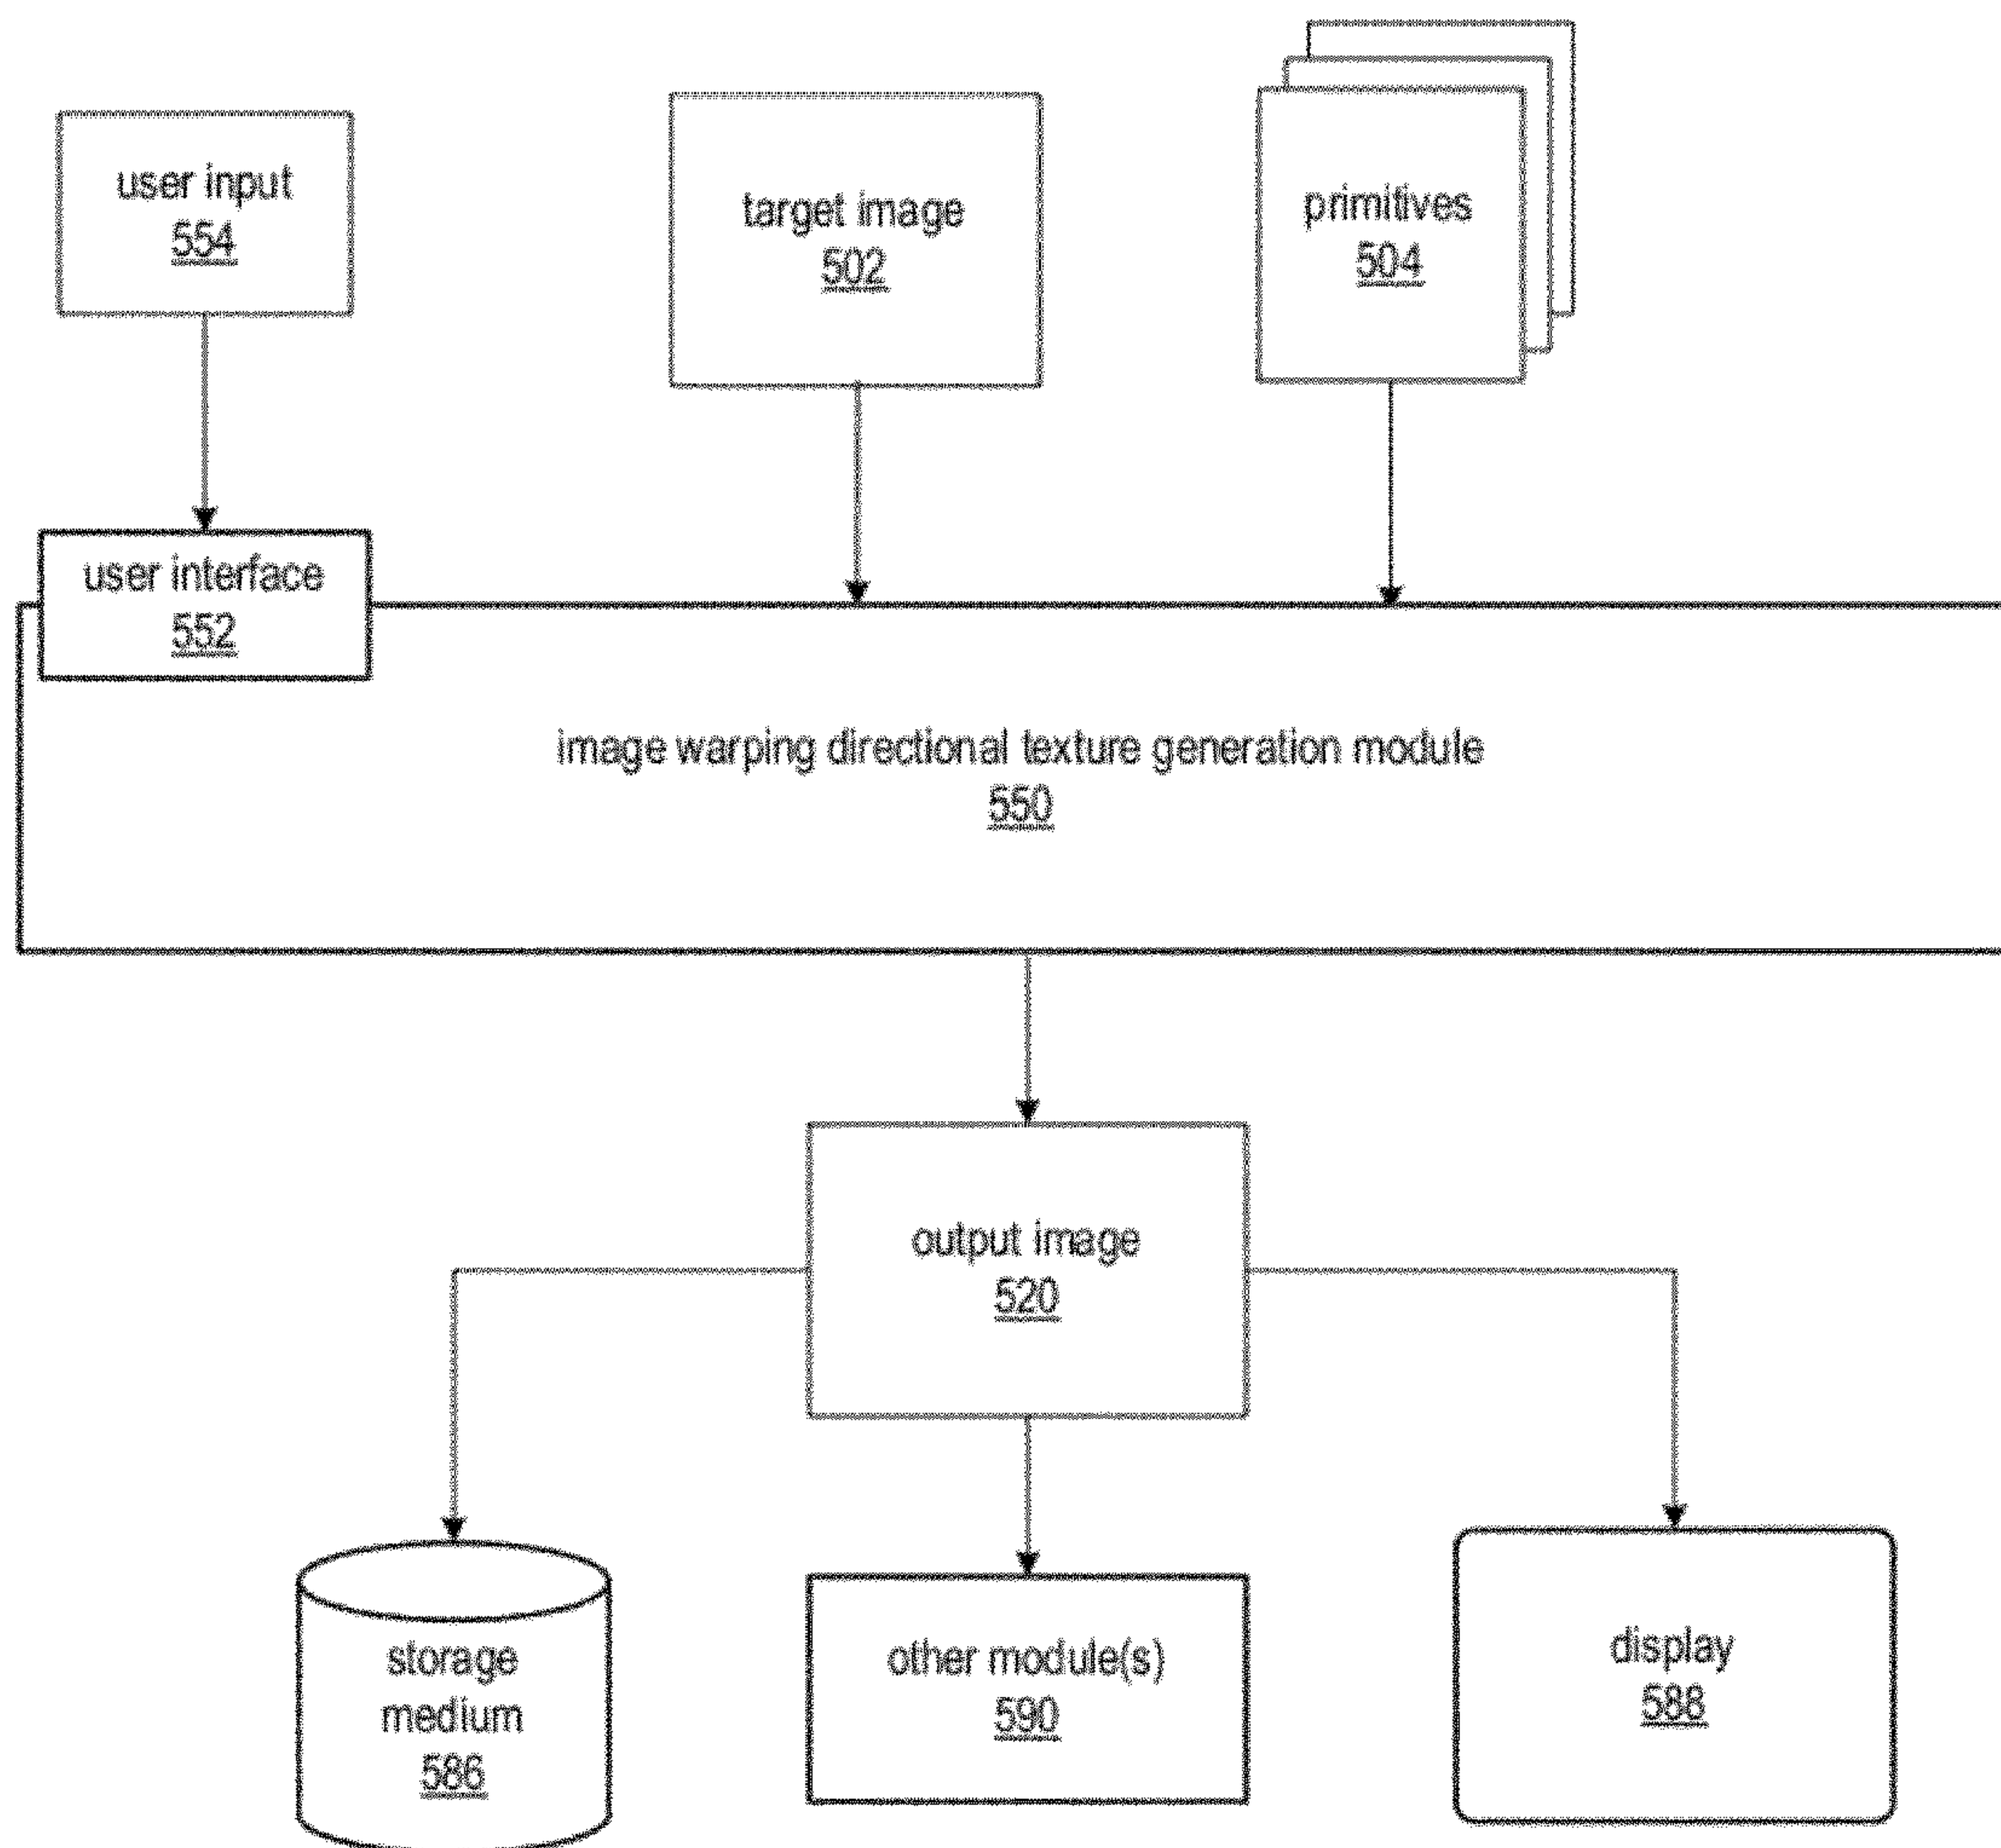 user input
554
target image
502
primitives
504
user interface
552
image warping directional texture generation module
550
output image
520
storage
medium
586
other module(s)
590
display
588